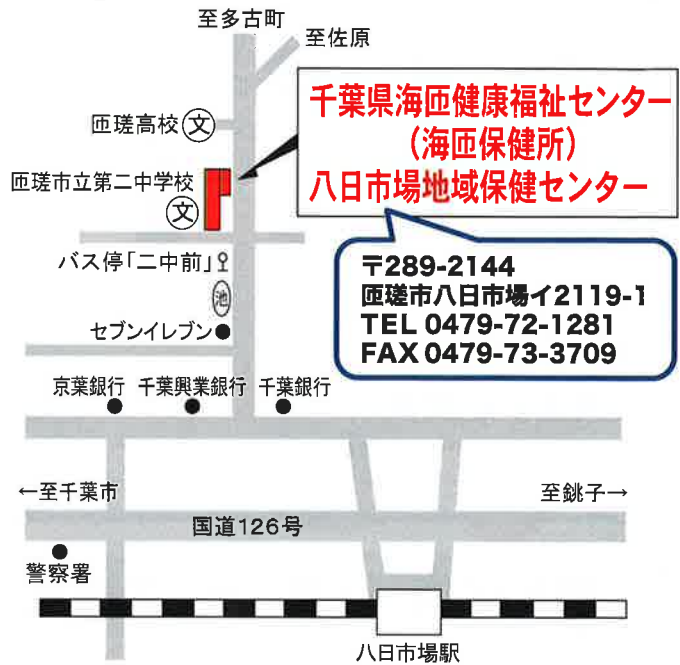 至多古町
至佐原
匝瑳高校
文
千葉県海匝健康福祉センター
（海匝保健所）
八日市場地域保健センター
匝瑳市立第二中学校
文
バス停「二中前」
池
セブンイレブン
〒289-2144
匝瑳市八日市場イ2119-1
TEL 0479-72-1281
FAX 0479-73-3709
京葉銀行
千葉興業銀行
千葉銀行
←至千葉市
至銚子→
国道126号
警察署
八日市場駅